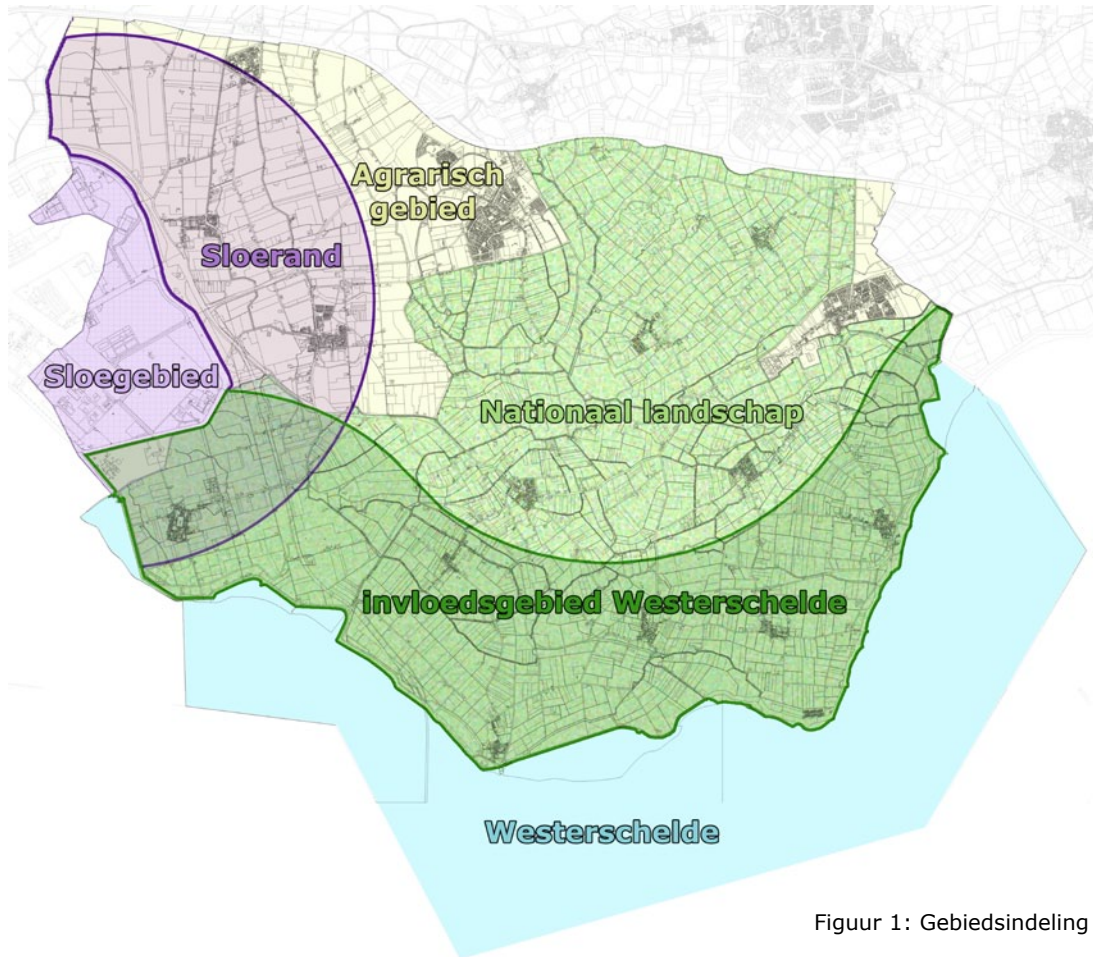 Agrarisch
gebied
Sloerand
Sloegebied
Nationaal landschap
invloedsgebied Westerschelde
Westerschelde
Figuur 1: Gebiedsindeling